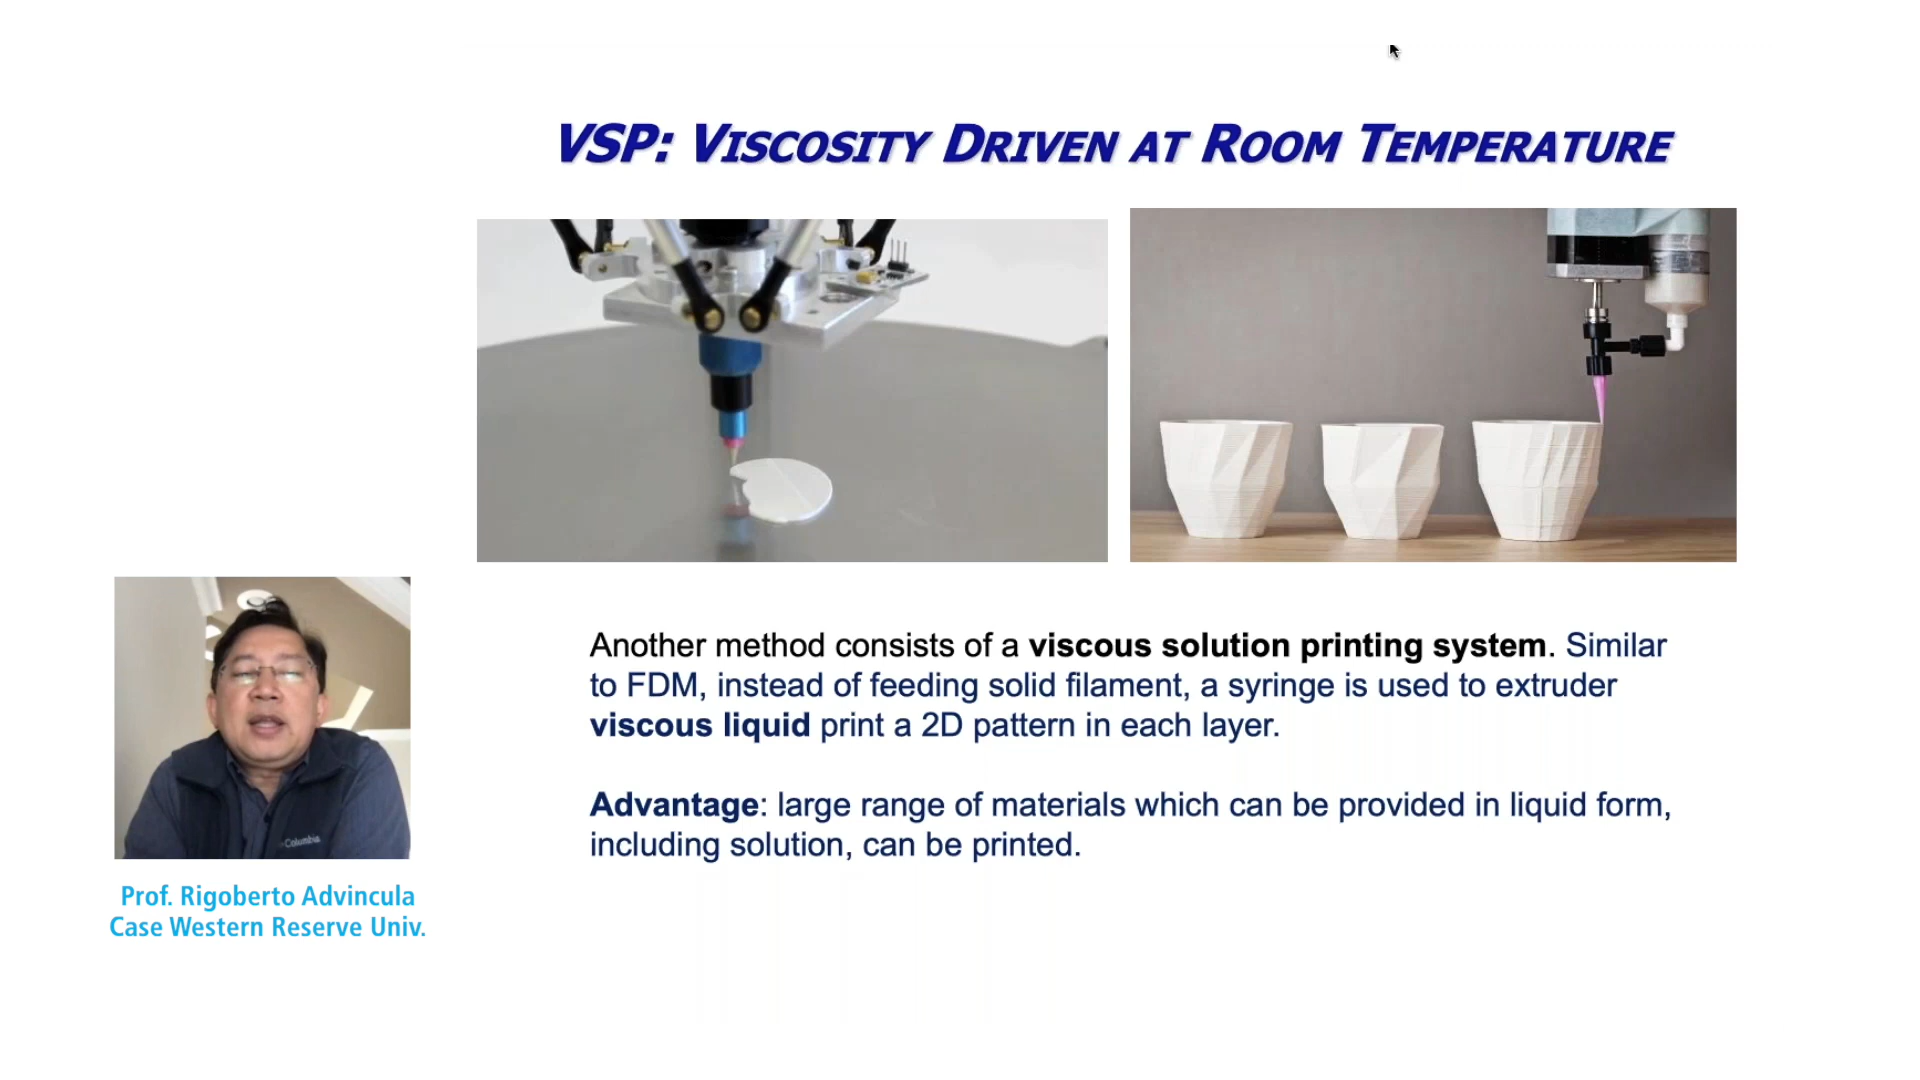 VSP: VISCOSITY DRIVEN AT ROOM TEMPERATURE
Another method consists of a viscous solution printing system. Similar
to FDM, instead of feeding solid filament, a syringe is used to extruder
viscous liquid print a 2D pattern in each layer.
Advantage: large range of materials which can be provided in liquid form,
including solution, can be printed.
Columbia
Prof. Rigoberto Advincula
Case Western Reserve Univ.